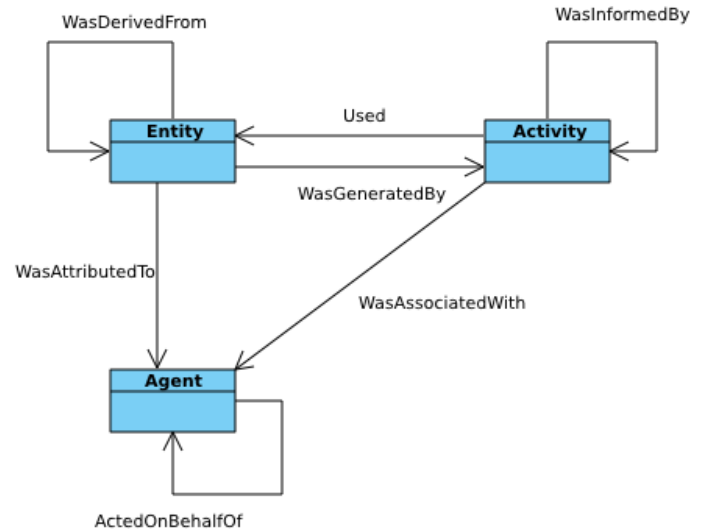 WasDerivedFrom
WasInformedBy
Entity
Used
Activity
WasGeneratedBy
WasAttributedTo
WasAssociatedWith
Agent
ActedOnBehalfOf